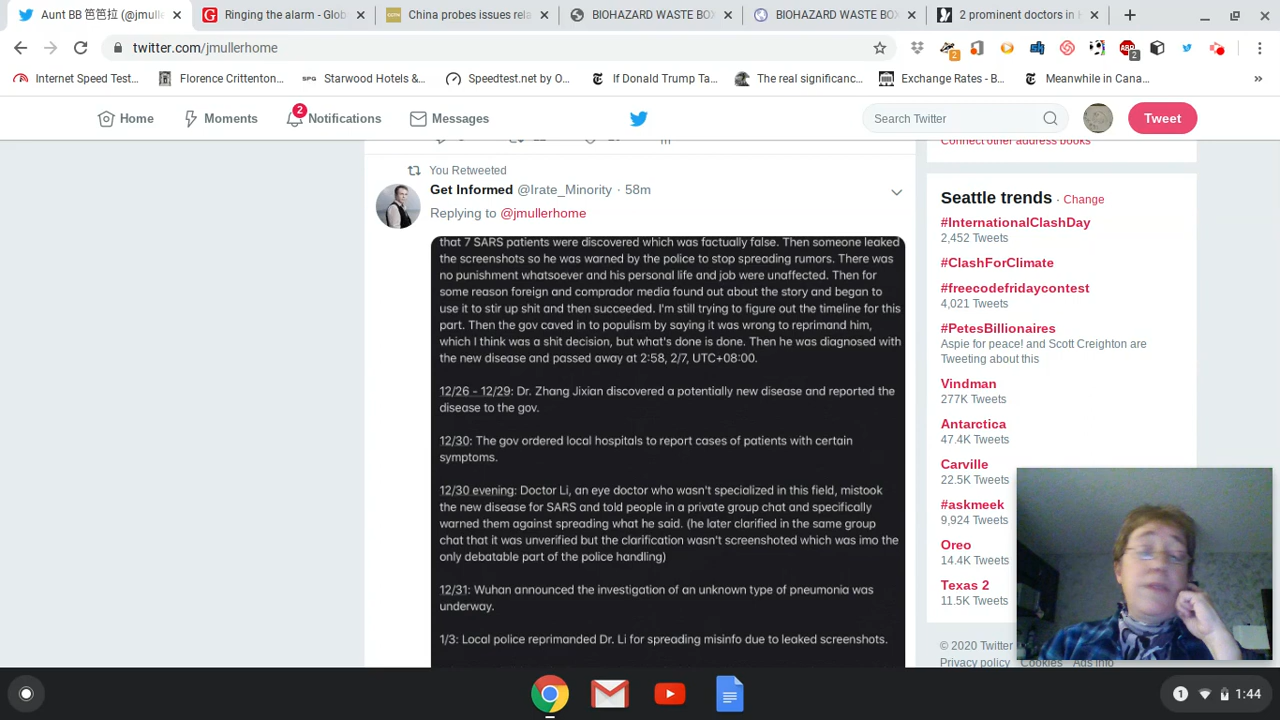 Aunt BB 笆笆拉 (@jmulle
Ringing the alarm - Glob
China probes issues rela
BIOHAZARD WASTE BOX
BIOHAZARD WASTE BOX
2 prominent doctors in H
twitter.com/jmullerhome
2
2
Internet Speed Test...
Florence Crittenton...
SPG Starwood Hotels &...
Speedtest.net by O...
If Donald Trump Ta...
The real significanc...
Exchange Rates - B...
Meanwhile in Cana...
»
Home
Moments
2
Notifications
Messages
Search Twitter
Tweet
Connect other address books
You Retweeted
Get Informed @Irate_Minority · 58m
Replying to @jmullerhome
that 7 SARS patients were discovered which was factually false. Then someone leaked
the screenshots so he was warned by the police to stop spreading rumors. There was
no punishment whatsoever and his personal life and job were unaffected. Then for
some reason foreign and comprador media found out about the story and began to
use it to stir up shit and then succeeded. I'm still trying to figure out the timeline for this
part. Then the gov caved in to populism by saying it was wrong to reprimand him,
which I think was a shit decision, but what's done is done. Then he was diagnosed with
the new disease and passed away at 2:58, 2/7, UTC+08:00.
12/26 - 12/29: Dr. Zhang Jixian discovered a potentially new disease and reported the
disease to the gov.
12/30: The gov ordered local hospitals to report cases of patients with certain
symptoms.
12/30 evening: Doctor Li, an eye doctor who wasn't specialized in this field, mistook
the new disease for SARS and told people in a private group chat and specifically
warned them against spreading what he said. (he later clarified in the same group
chat that it was unverified but the clarification wasn't screenshoted which was imo the
only debatable part of the police handling)
12/31: Wuhan announced the investigation of an unknown type of pneumonia was
underway.
1/3: Local police reprimanded Dr. Li for spreading misinfo due to leaked screenshots.
Seattle trends · Change
#InternationalClashDay
2,452 Tweets
#ClashForClimate
#freecodefridaycontest
4,021 Tweets
#PetesBillionaires
Aspie for peace! and Scott Creighton are
Tweeting about this
Vindman
277K Tweets
Antarctica
47.4K Tweets
Carville
22.5K Tweets
#askmeek
9,924 Tweets
Oreo
14.4K Tweets
Texas 2
11.5K Tweets
© 2020 Twitter
Privacy policy Cookies Ads info
1
1:44